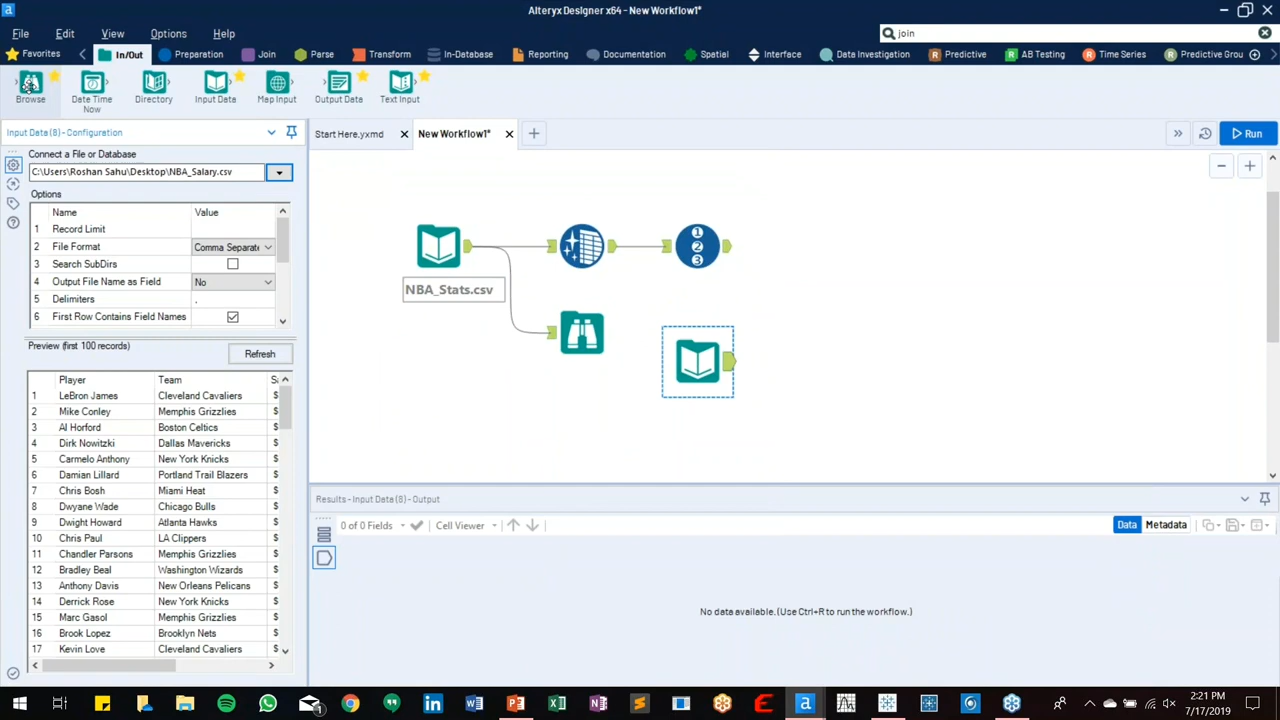 Alteryx Designer x64 - New Workflow1*
File Edit View Options Help
join
Favorites In/Out Preparation Join Parse Transform In-Database Reporting Documentation Spatial Interface Data Investigation Predictive AB Testing Time Series Predictive Grou
Browse Date Time Now Directory Input Data Map Input Output Data Text Input
Input Data (8) - Configuration
Start Here.yxmd New Workflow1* Run
Connect a File or Database
C:\Users\Roshan Sahu\Desktop\NBA_Salary.csv
Options
Name Value
1 Record Limit
2 File Format Comma Separate
3 Search SubDirs
4 Output File Name as Field No
5 Delimiters ,
6 First Row Contains Field Names
1
2
3
NBA_Stats.csv
Preview (first 100 records) Refresh
Player Team S
1 LeBron James Cleveland Cavaliers $
2 Mike Conley Memphis Grizzlies $
3 Al Horford Boston Celtics $
4 Dirk Nowitzki Dallas Mavericks $
5 Carmelo Anthony New York Knicks $
6 Damian Lillard Portland Trail Blazers $
7 Chris Bosh Miami Heat $
8 Dwyane Wade Chicago Bulls $
9 Dwight Howard Atlanta Hawks $
10 Chris Paul LA Clippers $
11 Chandler Parsons Memphis Grizzlies $
12 Bradley Beal Washington Wizards $
13 Anthony Davis New Orleans Pelicans $
14 Derrick Rose New York Knicks $
15 Marc Gasol Memphis Grizzlies $
16 Brook Lopez Brooklyn Nets $
17 Kevin Love Cleveland Cavaliers $
Results - Input Data (8) - Output
0 of 0 Fields Cell Viewer Data Metadata
No data available. (Use Ctrl+R to run the workflow.)
2:21 PM
7/17/2019